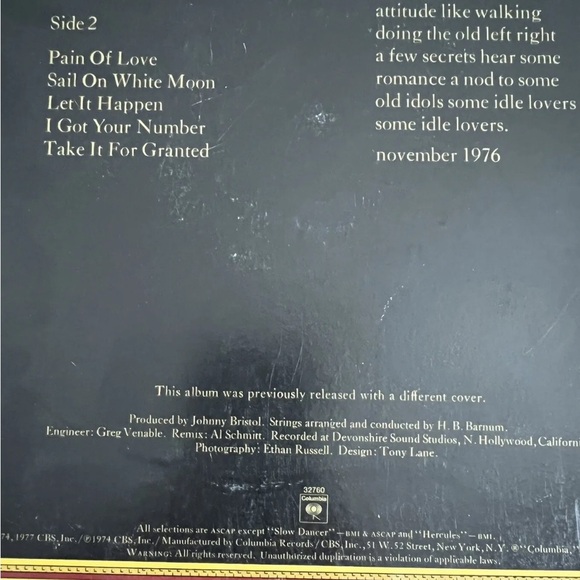 Side 2
Pain Of Love
Sail On White Moon
Let It Happen
I Got Your Number
Take It For Granted
attitude like walking
doing the old left right
a few secrets hear some
romance a nod to some
old idols some idle lovers
some idle lovers.
november 1976
This album was previously released with a different cover.
Produced by Johnny Bristol. Strings arranged and conducted by H. B. Barnum.
Engineer: Greg Venable. Remix: Al Schmitt. Recorded at Devonshire Sound Studios, N. Hollywood, Californ
Photography: Ethan Russell. Design: Tony Lane.
32760
Columbia
All selections are ASCAP except "Slow Dancer"—BMI & ASCAP and "Hercules"—BMI.
74, 1977 CBS, Inc./℗1974 CBS, Inc./Manufactured by Columbia Records/CBS, Inc., 51 W. 52 Street, New York, N.Y. ® "Columbia,"
WARNING: All rights reserved. Unauthorized duplication is a violation of applicable laws.